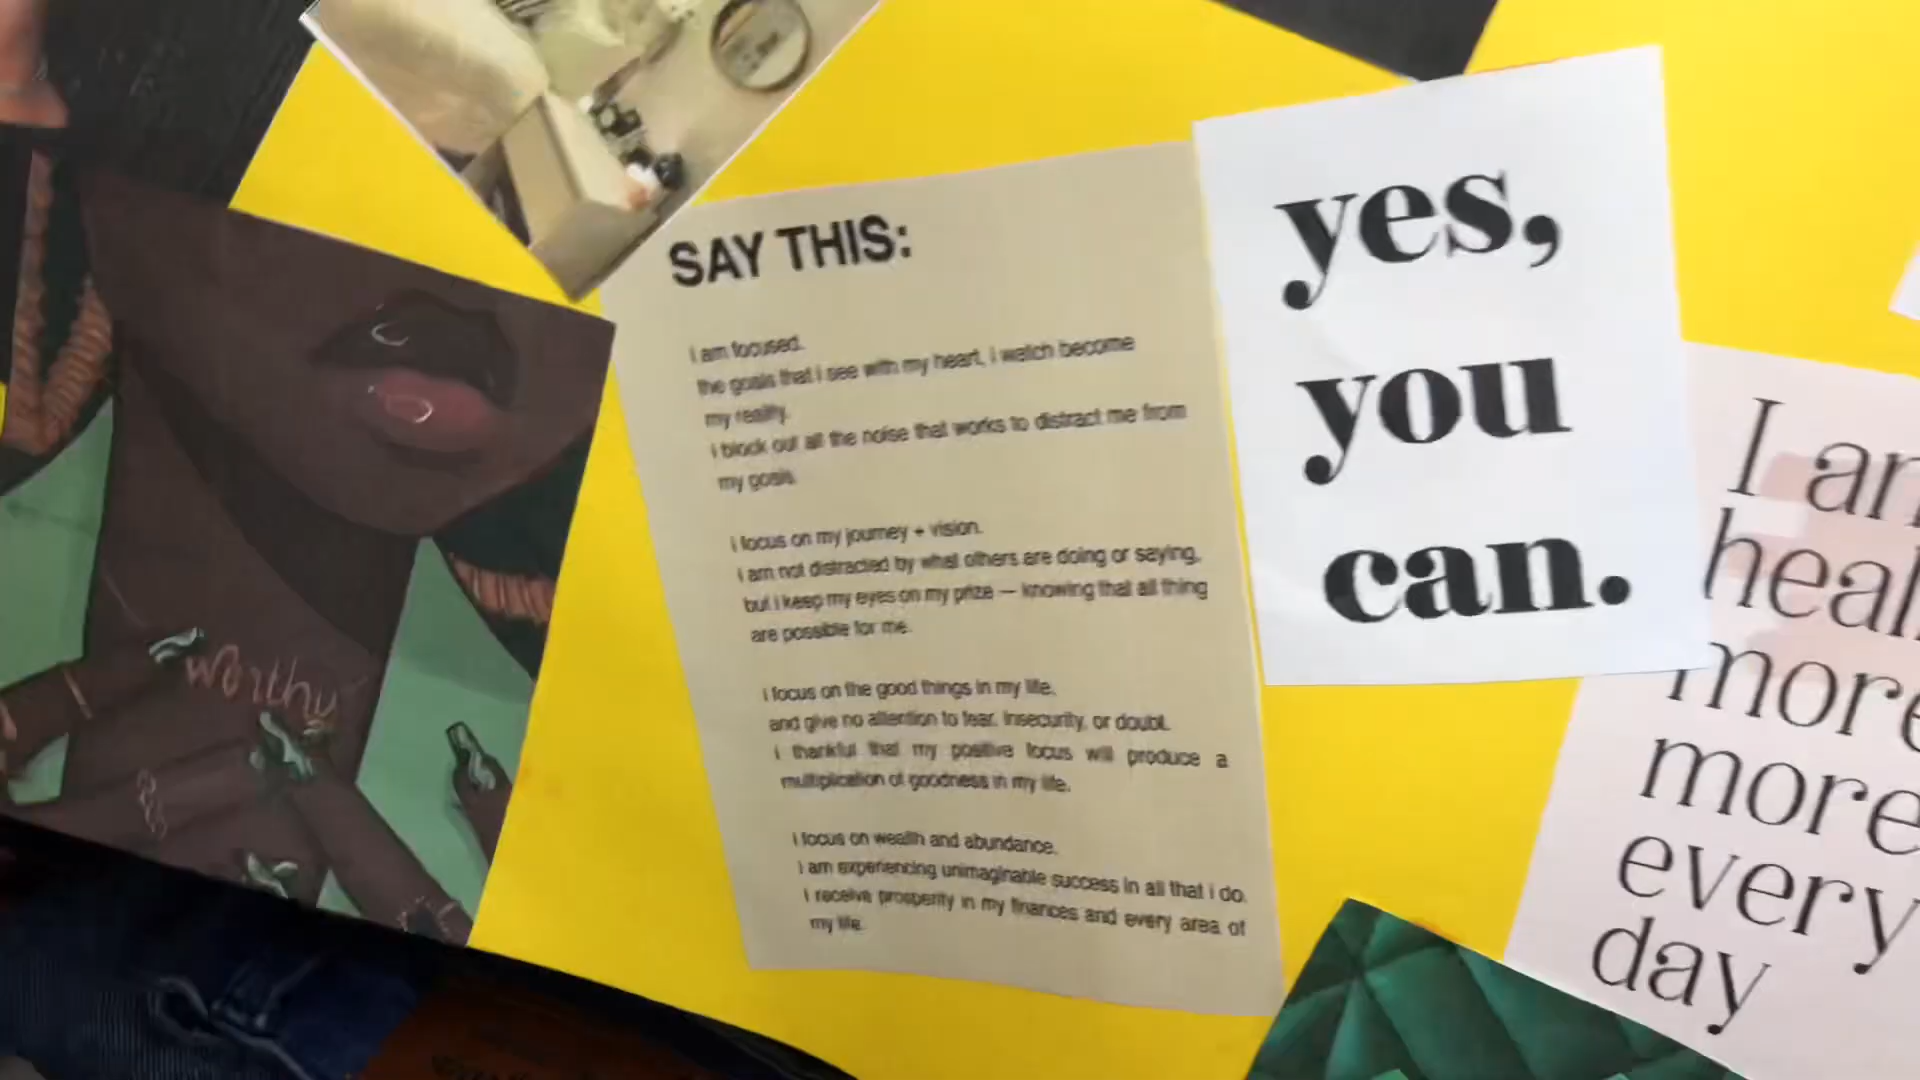 SAY THIS:
I am focused.
the goals that i see with my heart, i watch become
my reality.
i block out all the noise that works to distract me from
my goals.
i focus on my journey + vision.
i am not distracted by what others are doing or saying,
but i keep my eyes on my prize — knowing that all thing
are possible for me.
i focus on the good things in my life,
and give no attention to fear, insecurity, or doubt.
i thankful that my positive focus will produce a
multiplication of goodness in my life.
i focus on wealth and abundance.
i am experiencing unimaginable success in all that i do.
i receive prosperity in my finances and every area of
my life.
yes,
you
can.
I am
heal
more
more
every
day
worthy